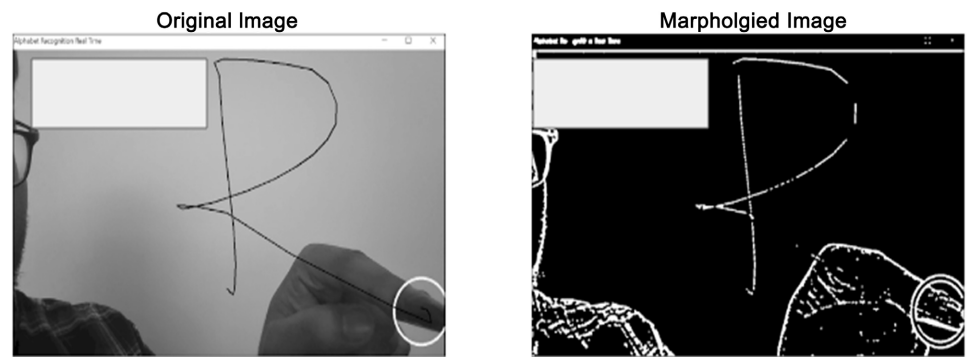 Original Image
Marpholgied Image
Alphabet Recognition Real Time
R
R